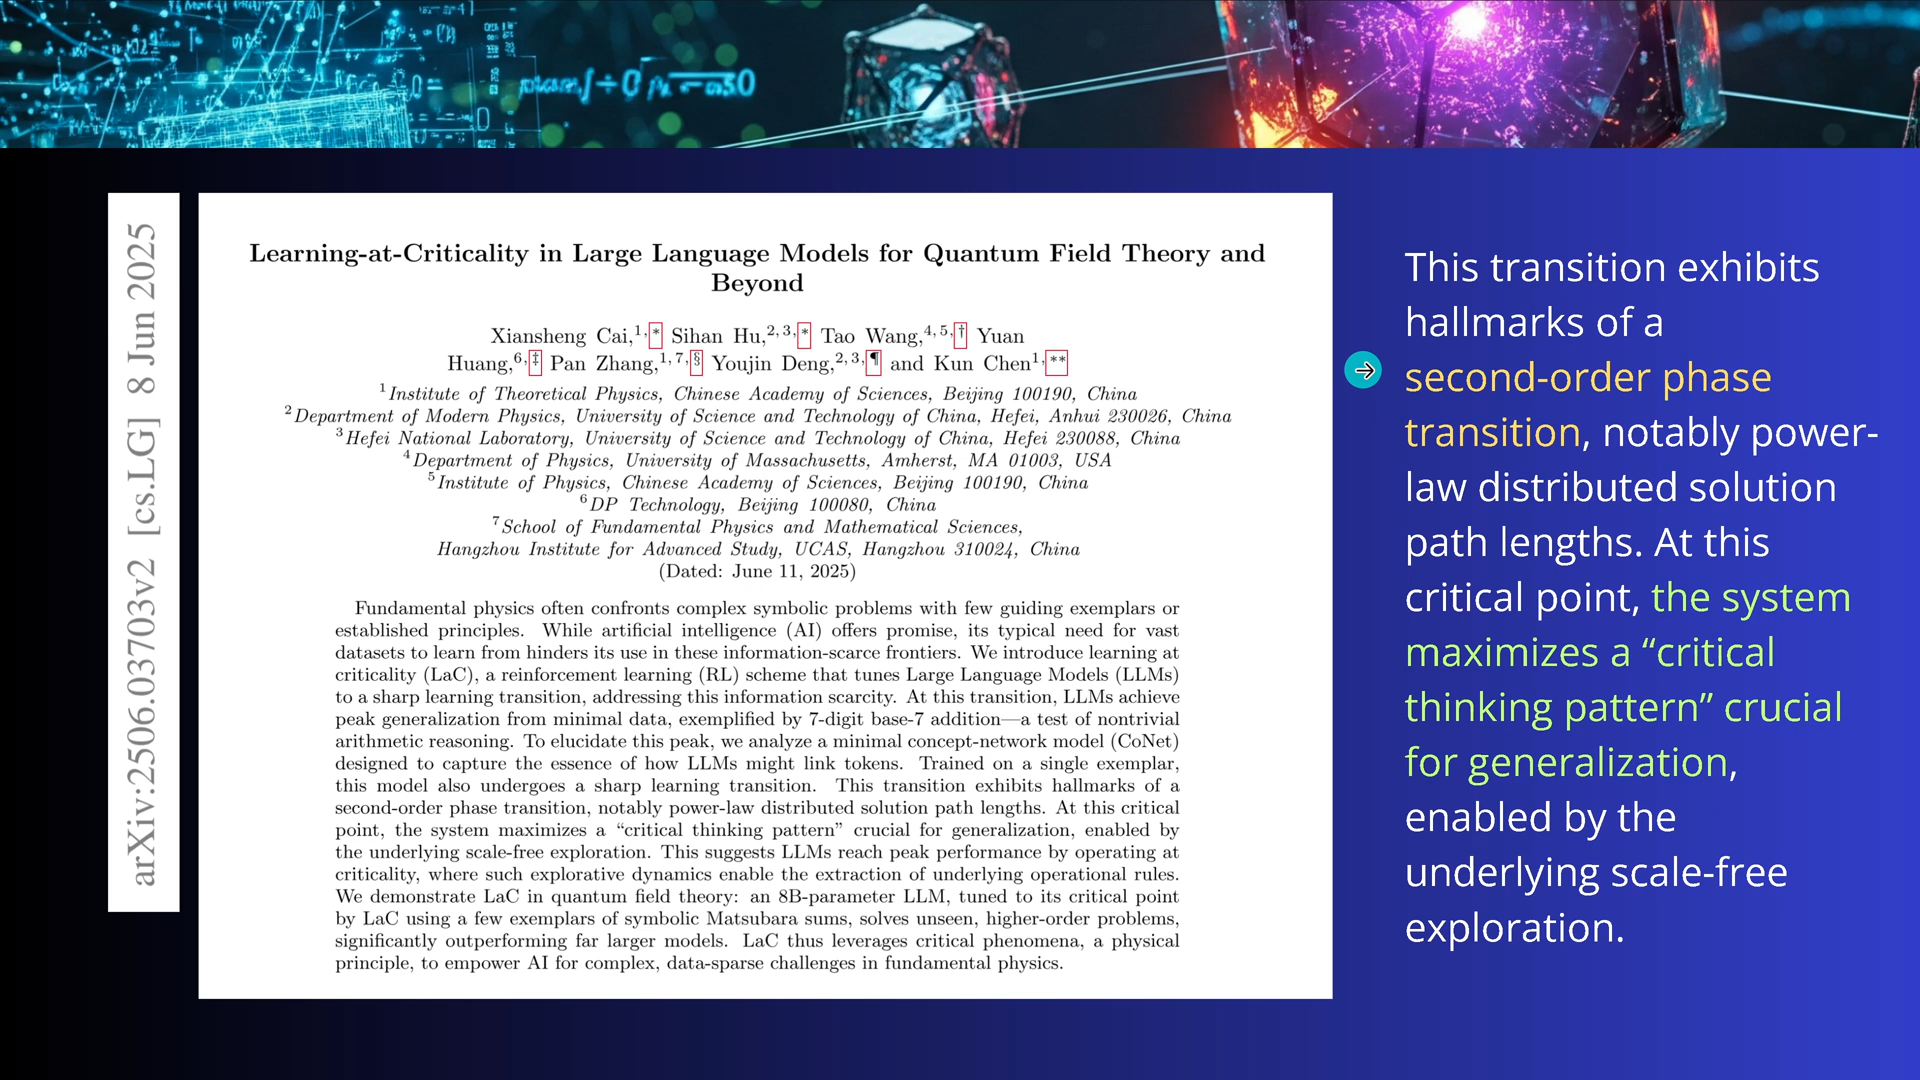 arXiv:2506.03703v2 [cs.LG] 8 Jun 2025
Learning-at-Criticality in Large Language Models for Quantum Field Theory and
Beyond
Xiansheng Cai,1, * Sihan Hu,2, 3, * Tao Wang,4, 5, † Yuan
Huang,6, ‡ Pan Zhang,1, 7, § Youjin Deng,2, 3, ¶ and Kun Chen1, **
1Institute of Theoretical Physics, Chinese Academy of Sciences, Beijing 100190, China
2Department of Modern Physics, University of Science and Technology of China, Hefei, Anhui 230026, China
3Hefei National Laboratory, University of Science and Technology of China, Hefei 230088, China
4Department of Physics, University of Massachusetts, Amherst, MA 01003, USA
5Institute of Physics, Chinese Academy of Sciences, Beijing 100190, China
6DP Technology, Beijing 100080, China
7School of Fundamental Physics and Mathematical Sciences,
Hangzhou Institute for Advanced Study, UCAS, Hangzhou 310024, China
(Dated: June 11, 2025)
Fundamental physics often confronts complex symbolic problems with few guiding exemplars or
established principles. While artificial intelligence (AI) offers promise, its typical need for vast
datasets to learn from hinders its use in these information-scarce frontiers. We introduce learning at
criticality (LaC), a reinforcement learning (RL) scheme that tunes Large Language Models (LLMs)
to a sharp learning transition, addressing this information scarcity. At this transition, LLMs achieve
peak generalization from minimal data, exemplified by 7-digit base-7 addition—a test of nontrivial
arithmetic reasoning. To elucidate this peak, we analyze a minimal concept-network model (CoNet)
designed to capture the essence of how LLMs might link tokens. Trained on a single exemplar,
this model also undergoes a sharp learning transition. This transition exhibits hallmarks of a
second-order phase transition, notably power-law distributed solution path lengths. At this critical
point, the system maximizes a “critical thinking pattern” crucial for generalization, enabled by
the underlying scale-free exploration. This suggests LLMs reach peak performance by operating at
criticality, where such explorative dynamics enable the extraction of underlying operational rules.
We demonstrate LaC in quantum field theory: an 8B-parameter LLM, tuned to its critical point
by LaC using a few exemplars of symbolic Matsubara sums, solves unseen, higher-order problems,
significantly outperforming far larger models. LaC thus leverages critical phenomena, a physical
principle, to empower AI for complex, data-sparse challenges in fundamental physics.
This transition exhibits
hallmarks of a
second-order phase
transition, notably power-
law distributed solution
path lengths. At this
critical point, the system
maximizes a “critical
thinking pattern” crucial
for generalization,
enabled by the
underlying scale-free
exploration.